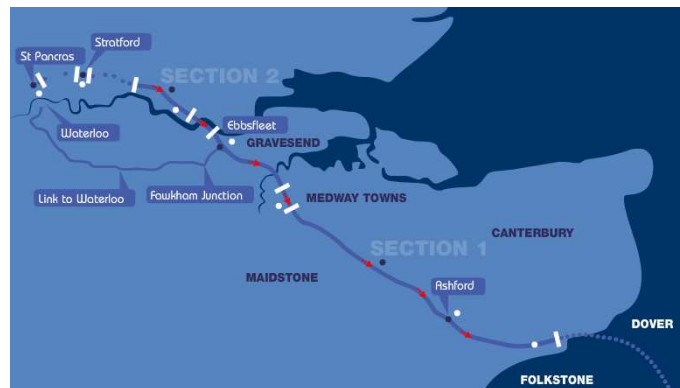 Stratford
St Pancras
SECTION 2
Waterloo
Ebbsfleet
GRAVESEND
Link to Waterloo
Fawkham Junction
MEDWAY TOWNS
CANTERBURY
SECTION 1
MAIDSTONE
Ashford
DOVER
FOLKSTONE